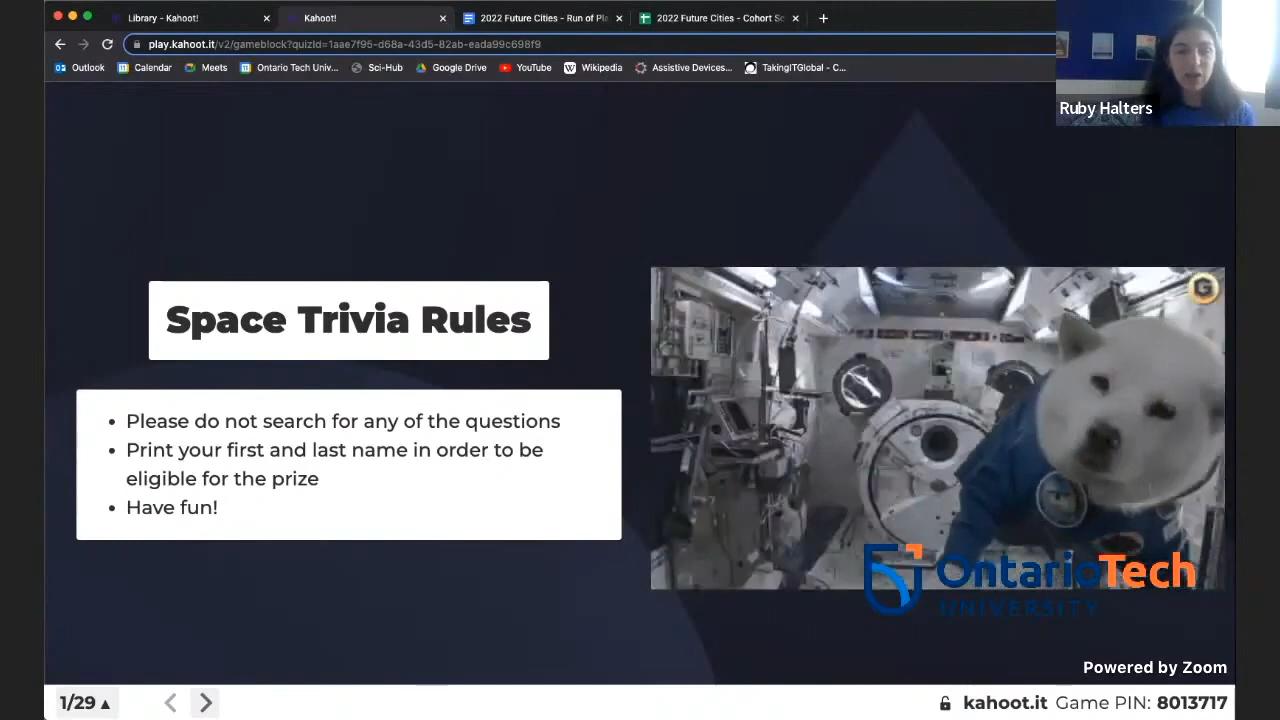 Library - Kahoot!
Kahoot!
2022 Future Cities - Run of Pl
2022 Future Cities - Cohort Sc
play.kahoot.it/v2/gameblock?quizId=1aae7f95-d68a-43d5-82ab-eada99c698f9
Outlook
Calendar
Meets
Ontario Tech Univ...
Sci-Hub
Google Drive
YouTube
Wikipedia
Assistive Devices...
TakingITGlobal - C...
Ruby Halters
Space Trivia Rules
• Please do not search for any of the questions
• Print your first and last name in order to be
eligible for the prize
• Have fun!
G
OntarioTech
UNIVERSITY
Powered by Zoom
1/29
kahoot.it Game PIN: 8013717